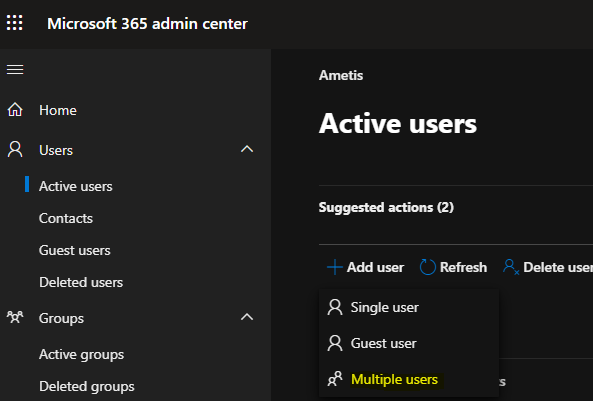 Microsoft 365 admin center
Home
Users
Active users
Contacts
Guest users
Deleted users
Groups
Active groups
Deleted groups
Ametis
Active users
Suggested actions (2)
Add user Refresh Delete user
Single user
Guest user
Multiple users